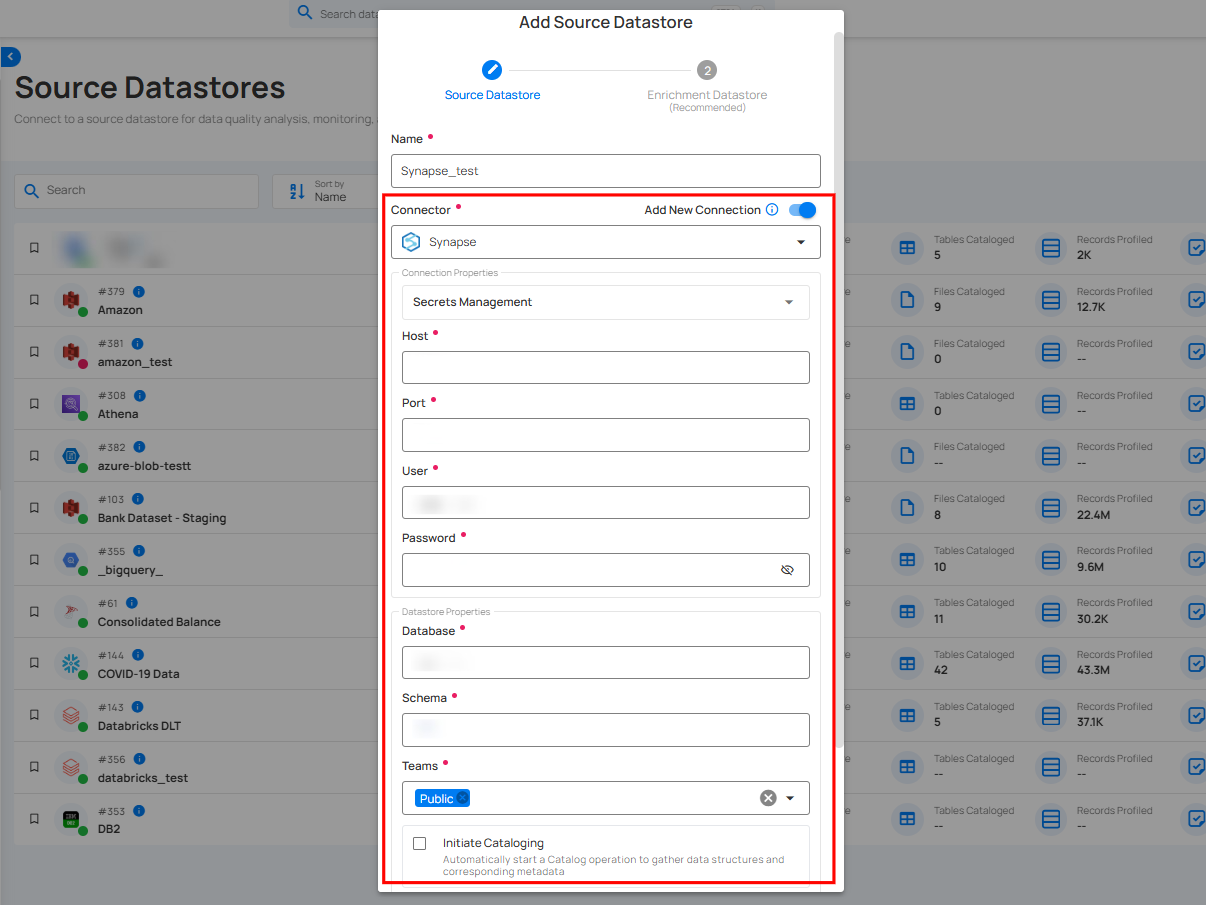 Search data
Add Source Datastore
2
Source Datastore
Enrichment Datastore
(Recommended)
Source Datastores
Connect to a source datastore for data quality analysis, monitoring,
Search
Sort by
Name
Name
Synapse_test
Connector
Add New Connection
Synapse
Connection Properties
Secrets Management
Host
Port
User
Password
Datastore Properties
Database
Schema
Teams
Public
Initiate Cataloging
Automatically start a Catalog operation to gather data structures and
corresponding metadata
Tables Cataloged
5
Records Profiled
2K
#379
Amazon
Files Cataloged
9
Records Profiled
12.7K
#381
amazon_test
Files Cataloged
0
Records Profiled
--
#308
Athena
Tables Cataloged
0
Records Profiled
--
#382
azure-blob-testt
Files Cataloged
--
Records Profiled
--
#103
Bank Dataset - Staging
Files Cataloged
8
Records Profiled
22.4M
#355
_bigquery_
Tables Cataloged
10
Records Profiled
9.6M
#61
Consolidated Balance
Tables Cataloged
11
Records Profiled
30.2K
#144
COVID-19 Data
Tables Cataloged
42
Records Profiled
43.3M
#143
Databricks DLT
Tables Cataloged
5
Records Profiled
37.1K
#356
databricks_test
Tables Cataloged
--
Records Profiled
--
#353
DB2
Tables Cataloged
--
Records Profiled
--